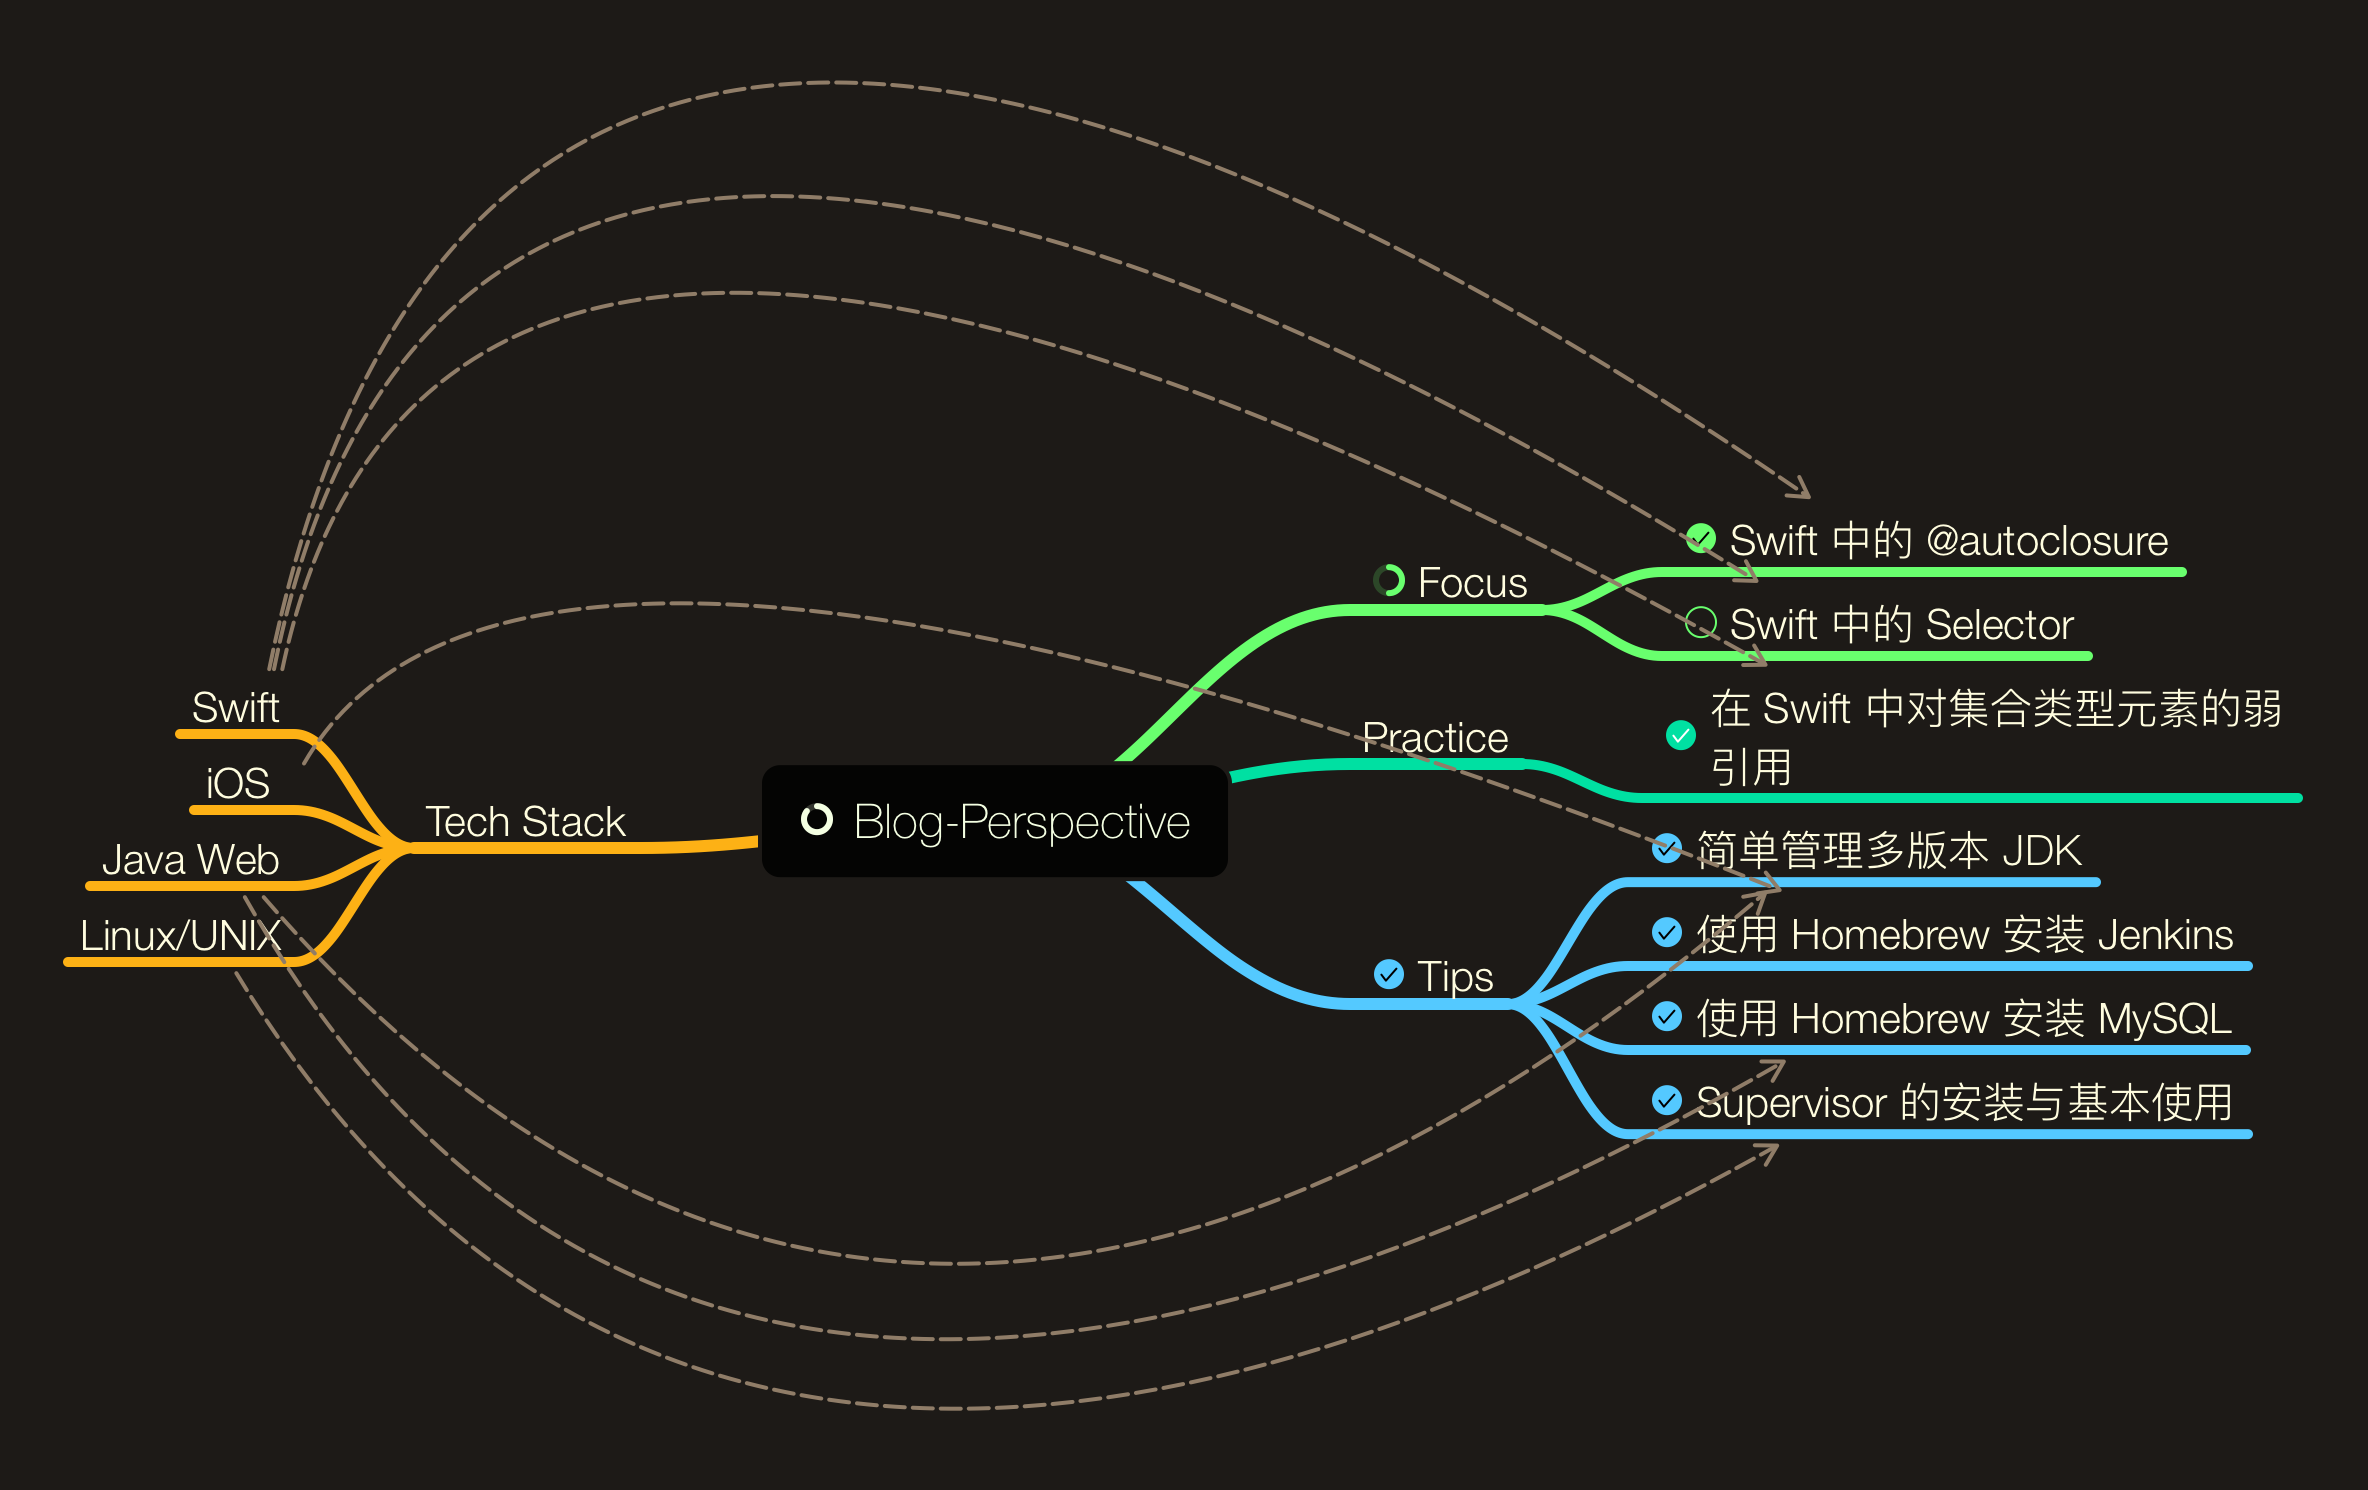 Swift
iOS
Java Web
Linux/UNIX
Tech Stack
Blog-Perspective
Focus
Swift 中的 @autoclosure
Swift 中的 Selector
Practice
在 Swift 中对集合类型元素的弱
引用
Tips
简单管理多版本 JDK
使用 Homebrew 安装 Jenkins
使用 Homebrew 安装 MySQL
Supervisor 的安装与基本使用